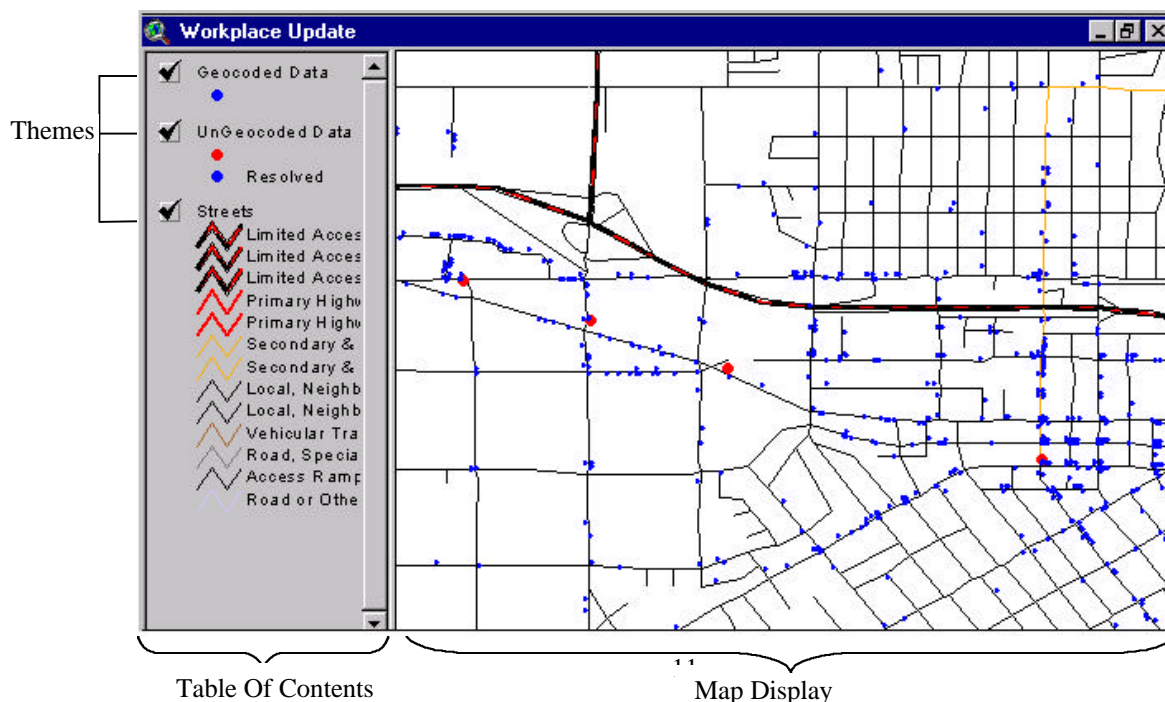 Workplace Update
Themes
Geocoded Data
UnGeocoded Data
Resolved
Streets
Limited Acces
Limited Acces
Limited Acces
Primary Highw
Primary Highw
Secondary &
Secondary &
Local, Neighb
Local, Neighb
Vehicular Tra
Road, Specia
Access Ramp
Road or Othe
Table Of Contents
Map Display